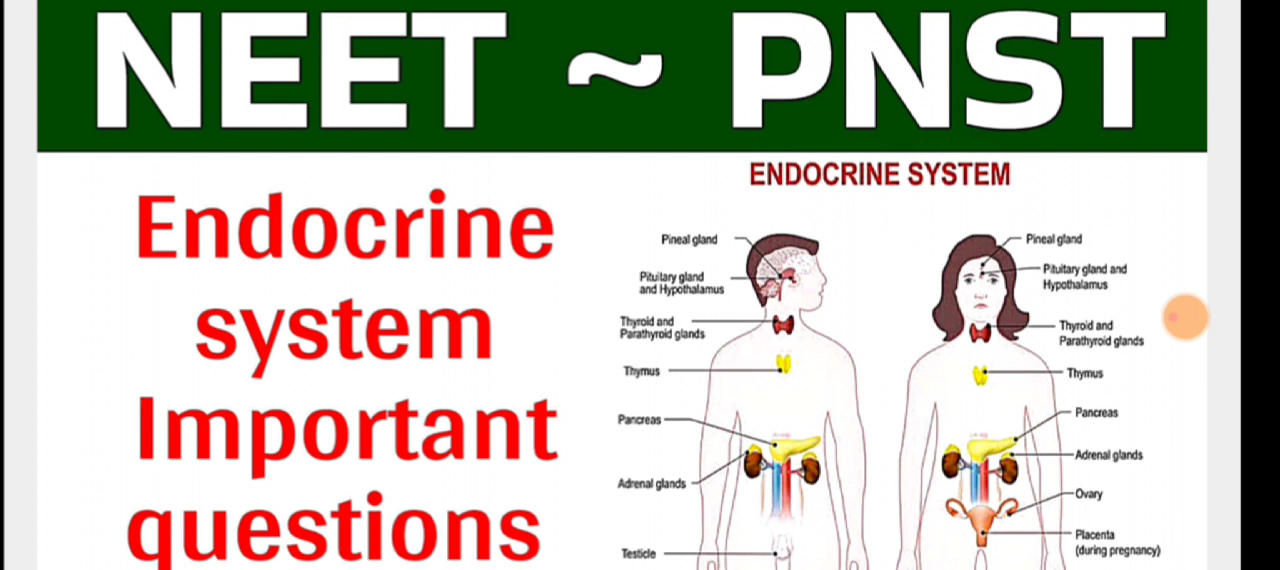 NEET ~ PNST
Endocrine
system
Important
questions
ENDOCRINE SYSTEM
Pineal gland
Pituitary gland
and Hypothalamus
Thyroid and
Parathyroid glands
Thymus
Pancreas
Adrenal glands
Testicle
Pineal gland
Pituitary gland and
Hypothalamus
Thyroid and
Parathyroid glands
Thymus
Pancreas
Adrenal glands
Ovary
Placenta
(during pregnancy)